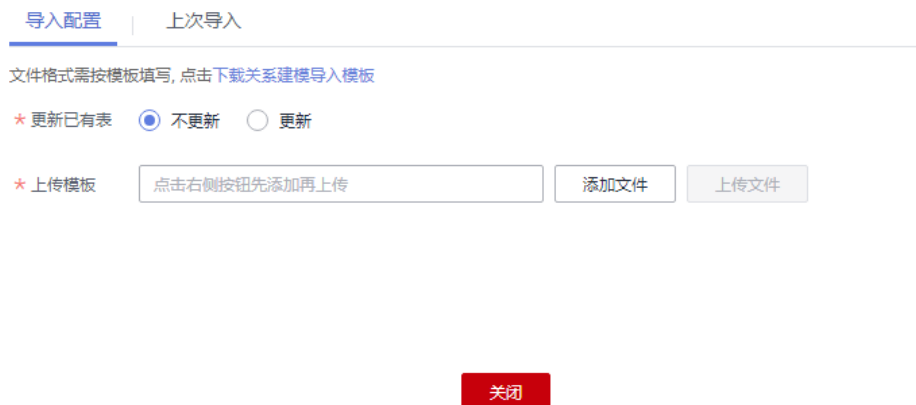 导入配置 上次导入
文件格式需按模板填写, 点击下载关系建模导入模板
* 更新已有表 不更新 更新
* 上传模板 点击右侧按钮先添加再上传 添加文件 上传文件
关闭